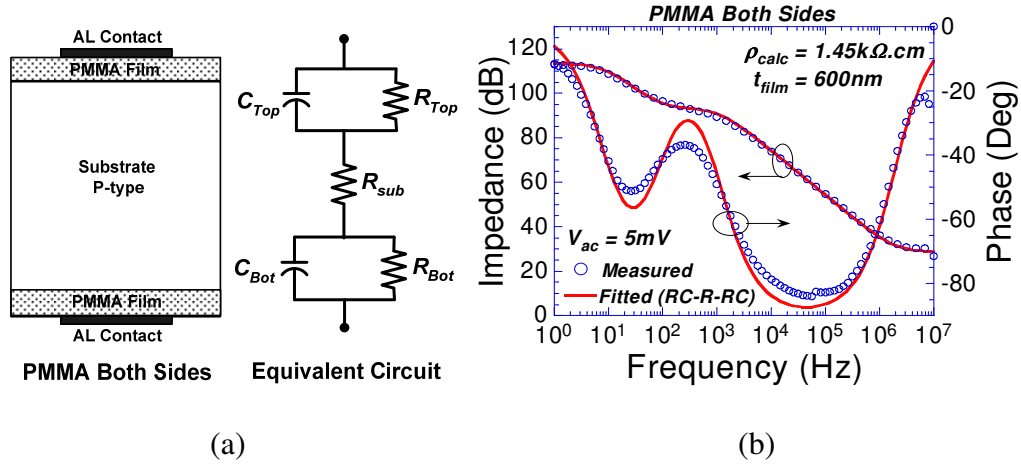 AL Contact
PMMA Film
Substrate
P-type
PMMA Film
AL Contact
PMMA Both Sides
C_Top
R_Top
R_sub
C_Bot
R_Bot
Equivalent Circuit
(a)
PMMA Both Sides
ρ_calc = 1.45kΩ.cm
t_film = 600nm
V_ac = 5mV
Measured
Fitted (RC-R-RC)
Impedance (dB)
120
100
80
60
40
20
0
Phase (Deg)
0
-20
-40
-60
-80
10^0 10^1 10^2 10^3 10^4 10^5 10^6 10^7
Frequency (Hz)
(b)